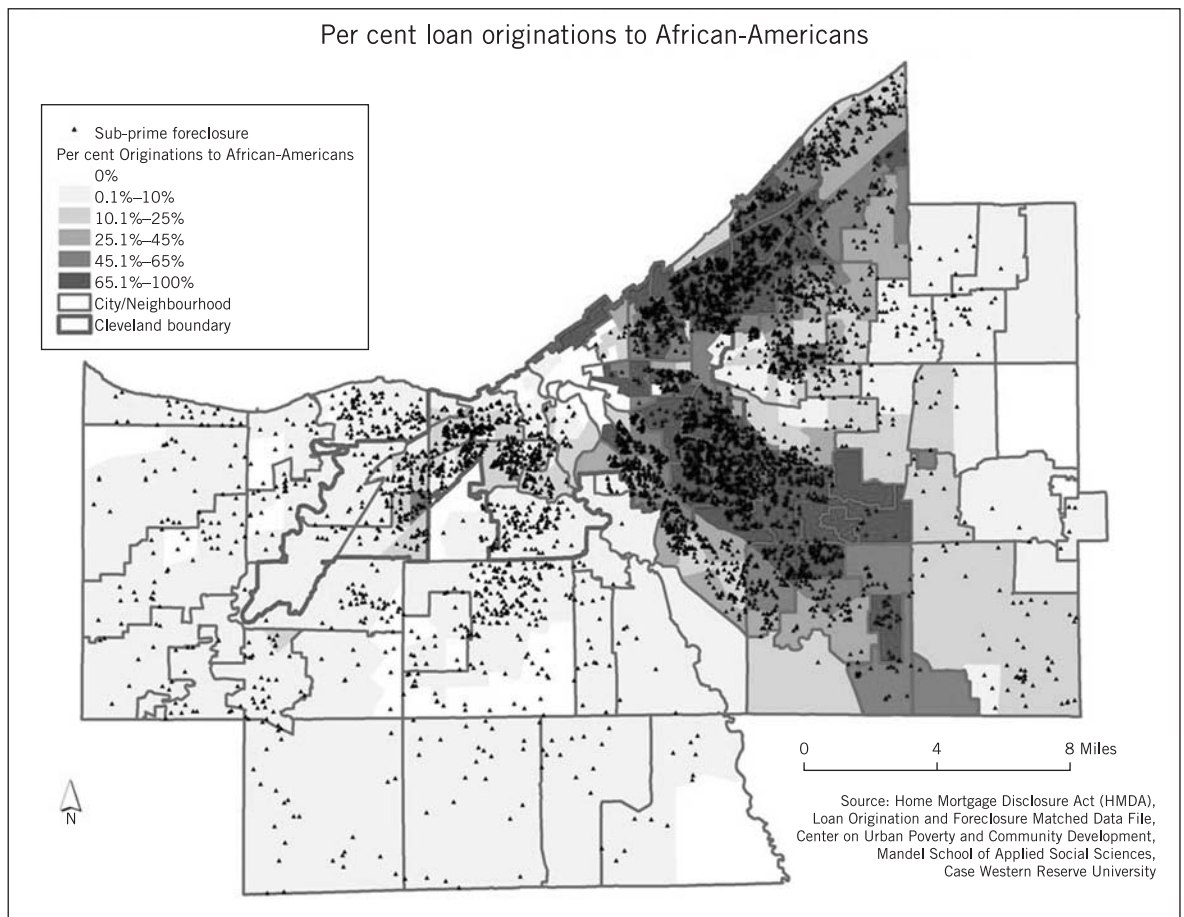 Per cent loan originations to African-Americans
Sub-prime foreclosure
Per cent Originations to African-Americans
0%
0.1%–10%
10.1%–25%
25.1%–45%
45.1%–65%
65.1%–100%
City/Neighbourhood
Cleveland boundary
0 4 8 Miles
N
Source: Home Mortgage Disclosure Act (HMDA),
Loan Origination and Foreclosure Matched Data File,
Center on Urban Poverty and Community Development,
Mandel School of Applied Social Sciences,
Case Western Reserve University